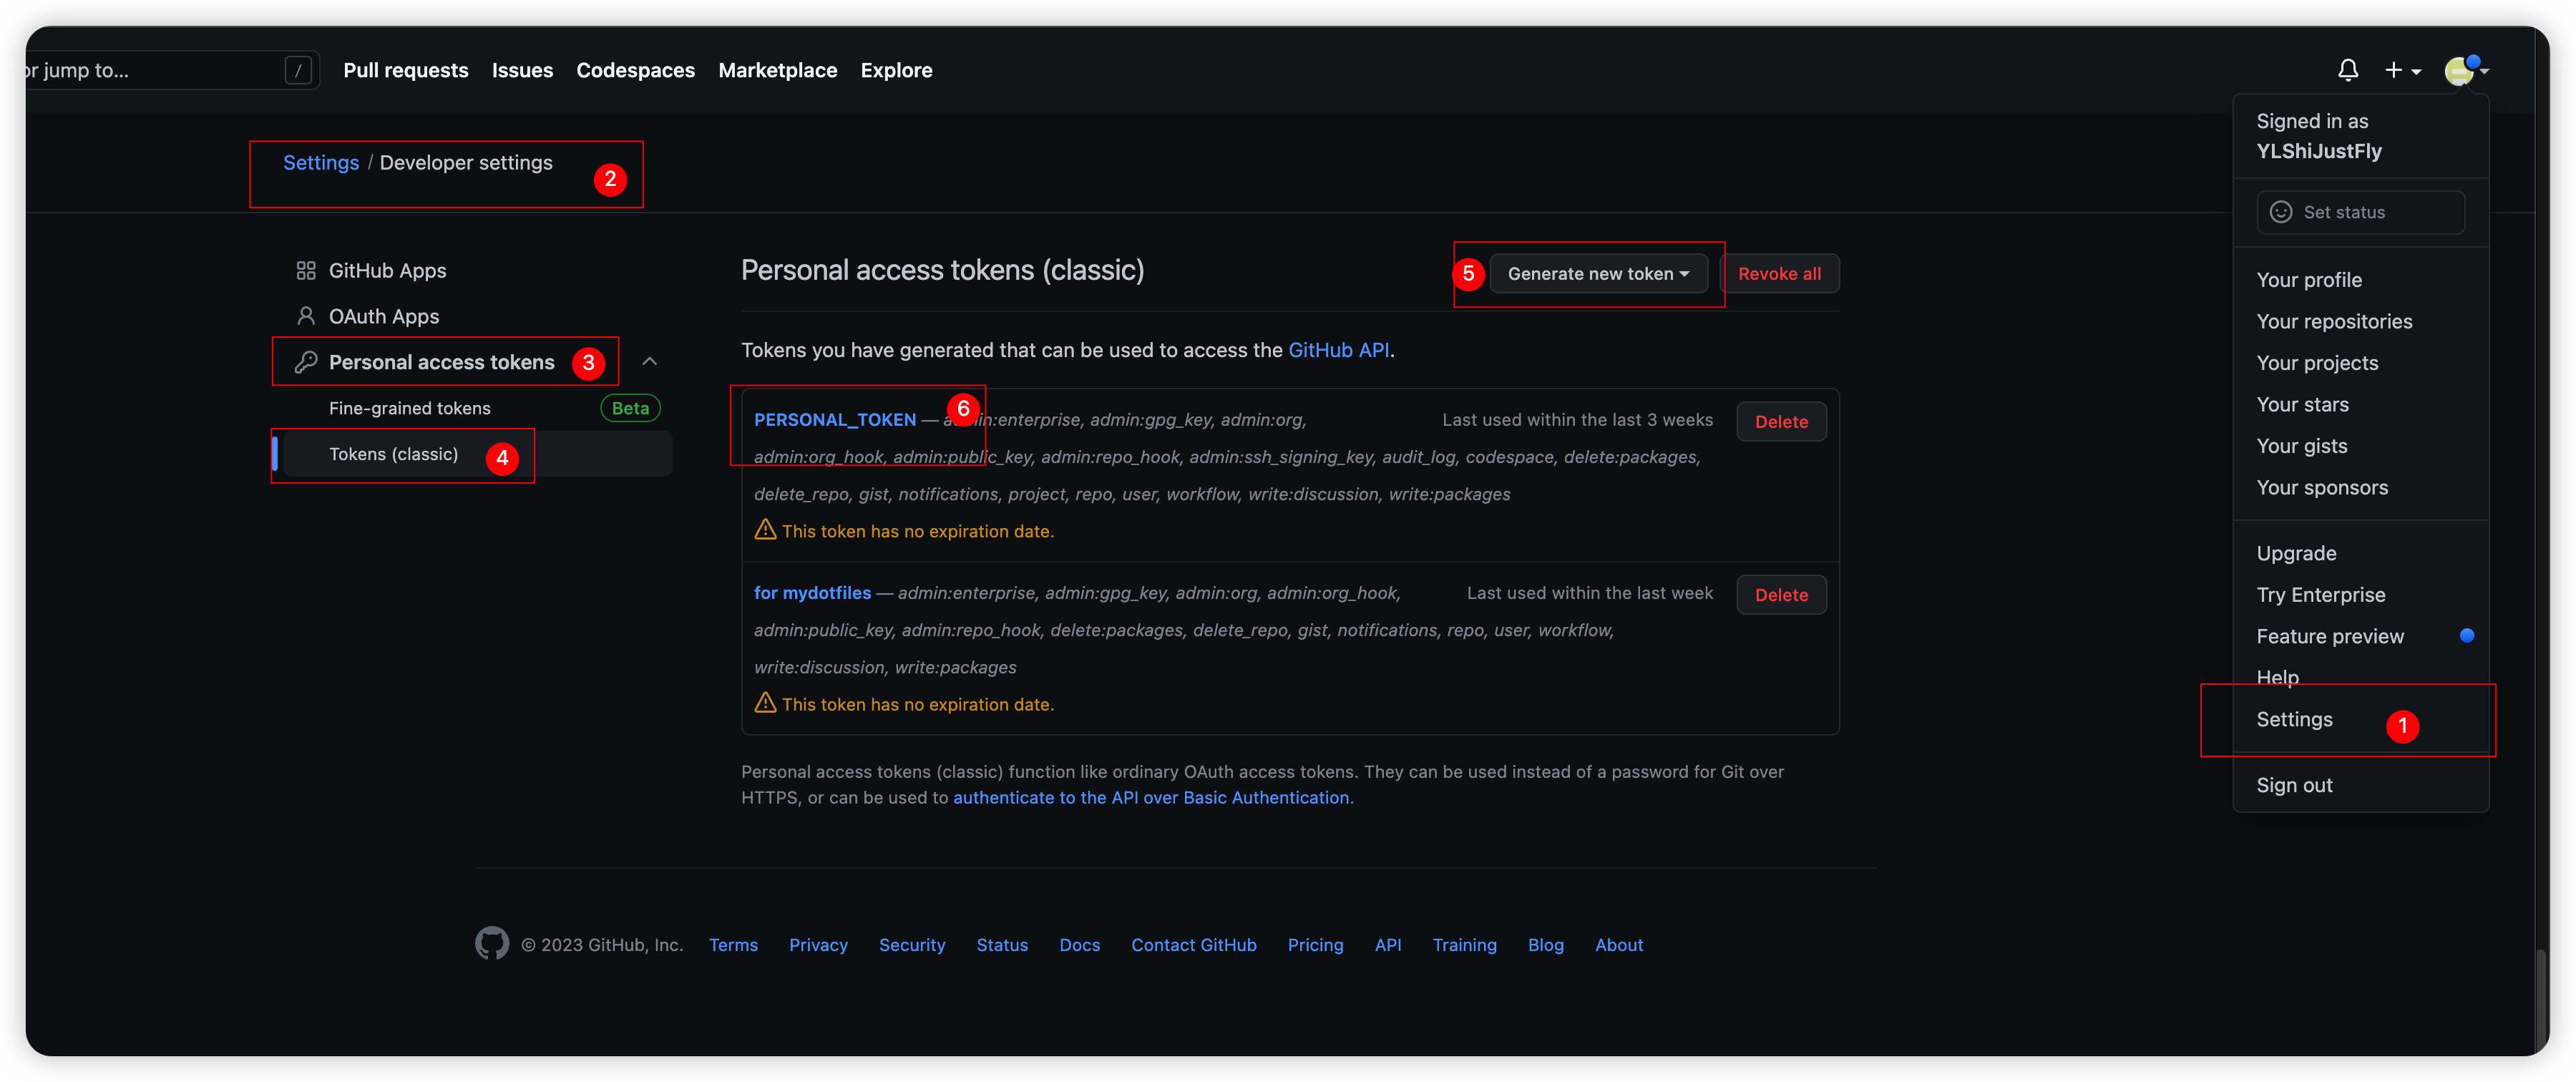 or jump to...
/
Pull requests
Issues
Codespaces
Marketplace
Explore
Settings / Developer settings
2
GitHub Apps
OAuth Apps
Personal access tokens
3
Fine-grained tokens
Beta
Tokens (classic)
4
Personal access tokens (classic)
5
Generate new token
Revoke all
Tokens you have generated that can be used to access the GitHub API.
PERSONAL_TOKEN — admin:enterprise, admin:gpg_key, admin:org,
6
Last used within the last 3 weeks
Delete
admin:org_hook, admin:public_key, admin:repo_hook, admin:ssh_signing_key, audit_log, codespace, delete:packages,
delete_repo, gist, notifications, project, repo, user, workflow, write:discussion, write:packages
This token has no expiration date.
for mydotfiles — admin:enterprise, admin:gpg_key, admin:org, admin:org_hook,
Last used within the last week
Delete
admin:public_key, admin:repo_hook, delete:packages, delete_repo, gist, notifications, repo, user, workflow,
write:discussion, write:packages
This token has no expiration date.
Personal access tokens (classic) function like ordinary OAuth access tokens. They can be used instead of a password for Git over
HTTPS, or can be used to authenticate to the API over Basic Authentication.
Signed in as
YLShiJustFly
Set status
Your profile
Your repositories
Your projects
Your stars
Your gists
Your sponsors
Upgrade
Try Enterprise
Feature preview
Help
Settings
1
Sign out
© 2023 GitHub, Inc.
Terms
Privacy
Security
Status
Docs
Contact GitHub
Pricing
API
Training
Blog
About